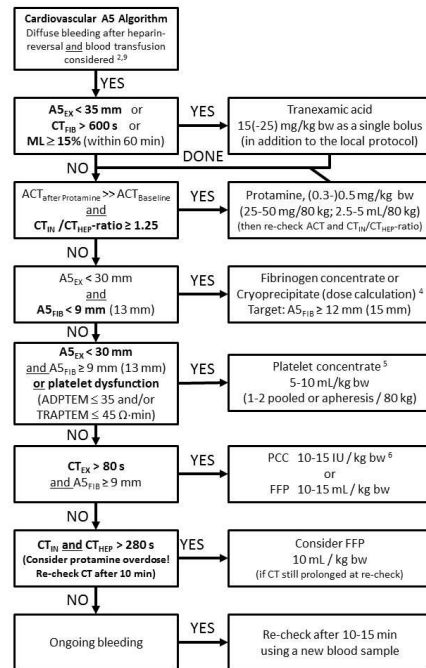 Cardiovascular A5 Algorithm
Diffuse bleeding after heparin-
reversal and blood transfusion
considered 2,9
YES
A5EX < 35 mm or
CTFIB > 600 s or
ML ≥ 15% (within 60 min)
YES
Tranexamic acid
15(-25) mg/kg bw as a single bolus
(in addition to the local protocol)
NO
DONE
ACTafterProtamine >> ACTBaseline
and
CTIN /CTHEP-ratio ≥ 1.25
YES
Protamine, (0.3-)0.5 mg/kg bw
(25-50 mg/80 kg; 2.5-5 mL/80 kg)
(then re-check ACT and CTIN/CTHEP-ratio)
NO
A5EX < 30 mm
and
A5FIB < 9 mm (13 mm)
YES
Fibrinogen concentrate or
Cryoprecipitate (dose calculation) 4
Target: A5FIB ≥ 12 mm (15 mm)
NO
A5EX < 30 mm
and A5FIB ≥ 9 mm (13 mm)
or platelet dysfunction
(ADPTEM ≤ 35 and/or
TRAPTEM ≤ 45 Ω·min)
YES
Platelet concentrate 5
5-10 mL/kg bw
(1-2 pooled or apheresis / 80 kg)
NO
CTEX > 80 s
and A5FIB ≥ 9 mm
YES
PCC 10-15 IU / kg bw 6
or
FFP 10-15 mL / kg bw
NO
CTIN and CTHEP > 280 s
(Consider protamine overdose!
Re-check CT after 10 min)
YES
Consider FFP
10 mL / kg bw
(if CT still prolonged at re-check)
NO
Ongoing bleeding
YES
Re-check after 10-15 min
using a new blood sample